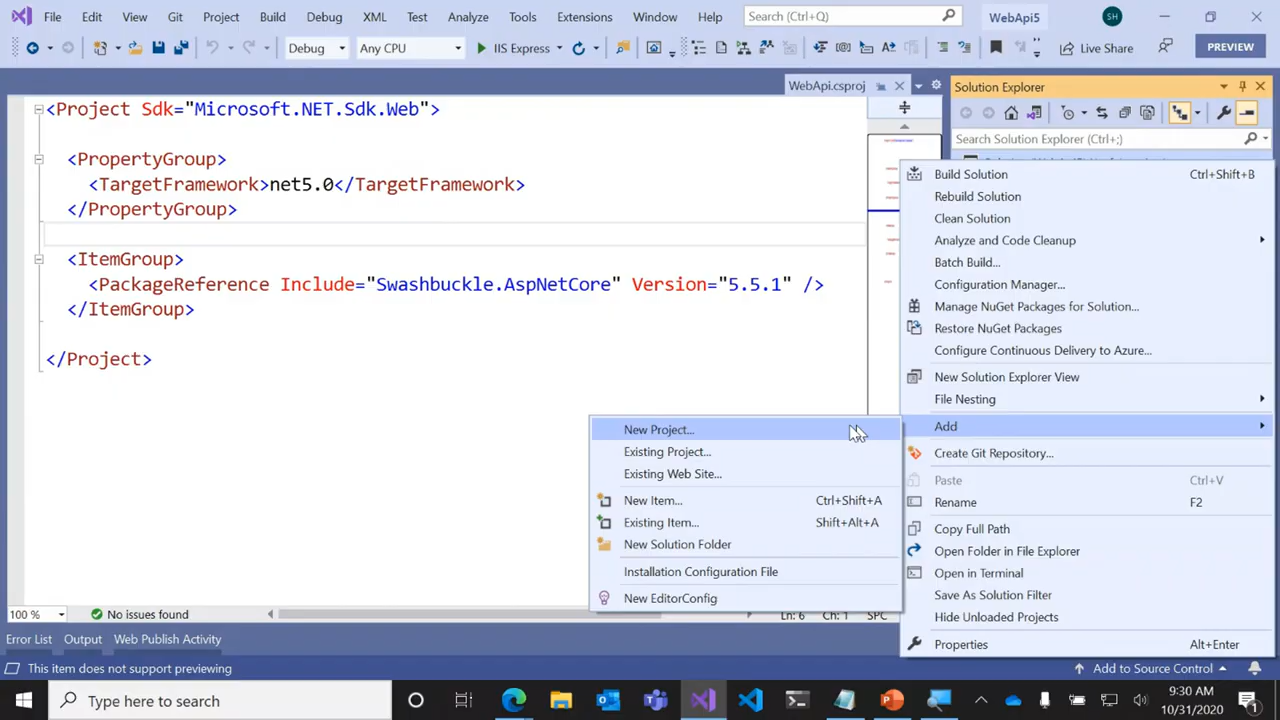 File Edit View Git Project Build Debug XML Test Analyze Tools Extensions Window Help Search (Ctrl+Q) WebApi5 SH
Debug Any CPU IIS Express Live Share PREVIEW
WebApi.csproj
<Project Sdk="Microsoft.NET.Sdk.Web">
<PropertyGroup>
<TargetFramework>net5.0</TargetFramework>
</PropertyGroup>
<ItemGroup>
<PackageReference Include="Swashbuckle.AspNetCore" Version="5.5.1" />
</ItemGroup>
</Project>
Solution Explorer
Search Solution Explorer (Ctrl+;)
Build Solution Ctrl+Shift+B
Rebuild Solution
Clean Solution
Analyze and Code Cleanup
Batch Build...
Configuration Manager...
Manage NuGet Packages for Solution...
Restore NuGet Packages
Configure Continuous Delivery to Azure...
New Solution Explorer View
File Nesting
Add
Create Git Repository...
Paste Ctrl+V
Rename F2
Copy Full Path
Open Folder in File Explorer
Open in Terminal
Save As Solution Filter
Hide Unloaded Projects
Properties Alt+Enter
New Project...
Existing Project...
Existing Web Site...
New Item... Ctrl+Shift+A
Existing Item... Shift+Alt+A
New Solution Folder
Installation Configuration File
New EditorConfig
100 % No issues found Ln: 6 Ch: 1 SPC
Error List Output Web Publish Activity
This item does not support previewing Add to Source Control
Type here to search
9:30 AM
10/31/2020
1